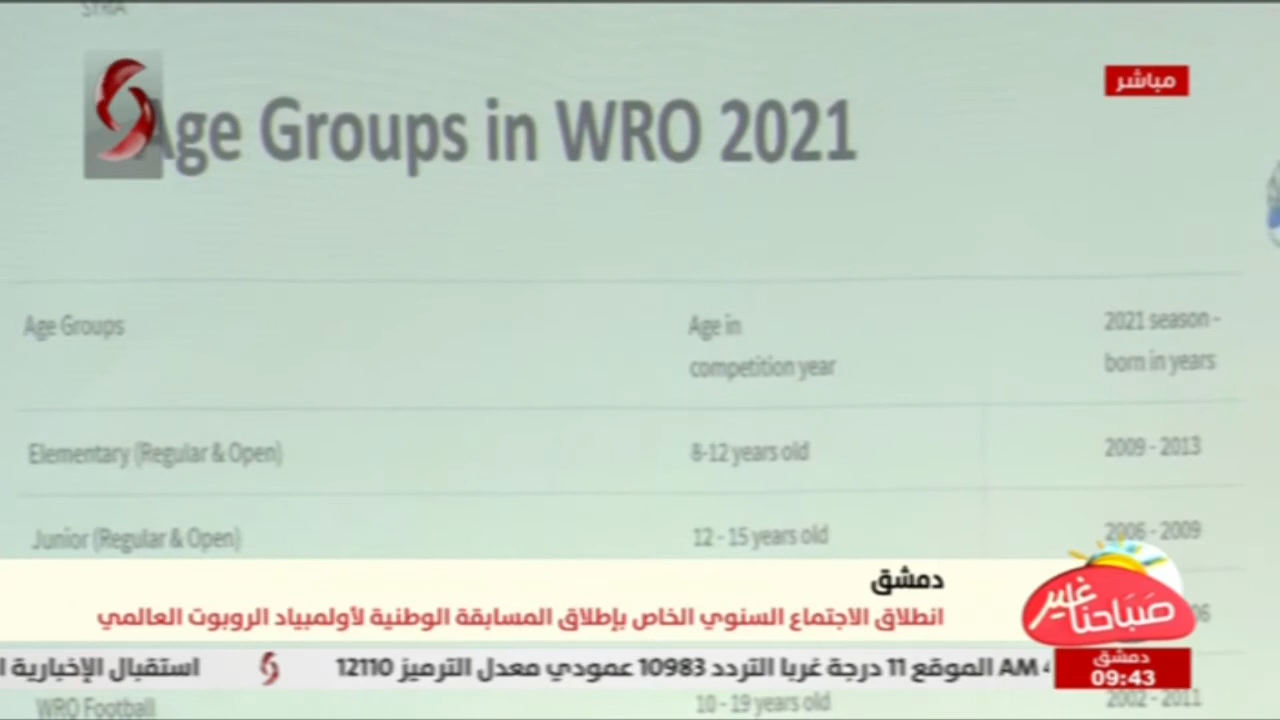 SYRIA
مباشر
Age Groups in WRO 2021
Age Groups
Age in
competition year
2021 season -
born in years
Elementary (Regular & Open)
8-12 years old
2009 - 2013
Junior (Regular & Open)
12 - 15 years old
2006 - 2009
دمشق
انطلاق الاجتماع السنوي الخاص بإطلاق المسابقة الوطنية لأولمبياد الروبوت العالمي
صباحنا غير
AM الموقع 11 درجة غربا التردد 10983 عمودي معدل الترميز 12110
استقبال الإخبارية
دمشق
09:43
WRO Football
10 - 19 years old
2002 - 2011